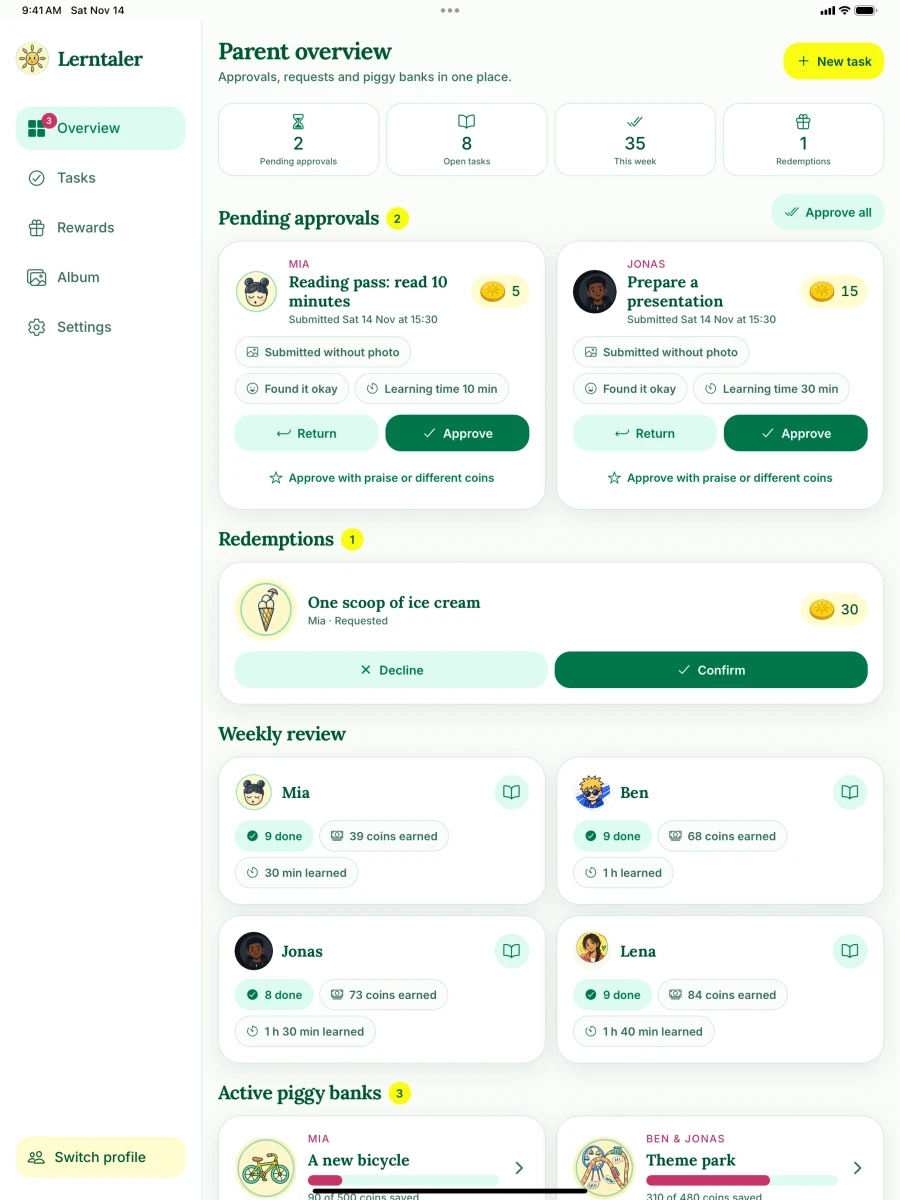 9:41 AM Sat Nov 14
Lerntaler
3
Overview
Tasks
Rewards
Album
Settings
Switch profile
Parent overview
Approvals, requests and piggy banks in one place.
+ New task
2
Pending approvals
8
Open tasks
35
This week
1
Redemptions
Pending approvals 2
Approve all
MIA
Reading pass: read 10
minutes
Submitted Sat 14 Nov at 15:30
5
Submitted without photo
Found it okay
Learning time 10 min
Return
Approve
Approve with praise or different coins
JONAS
Prepare a
presentation
Submitted Sat 14 Nov at 15:30
15
Submitted without photo
Found it okay
Learning time 30 min
Return
Approve
Approve with praise or different coins
Redemptions 1
One scoop of ice cream
Mia · Requested
30
Decline
Confirm
Weekly review
Mia
9 done
39 coins earned
30 min learned
Ben
9 done
68 coins earned
1 h learned
Jonas
8 done
73 coins earned
1 h 30 min learned
Lena
9 done
84 coins earned
1 h 40 min learned
Active piggy banks 3
MIA
A new bicycle
90 of 500 coins saved
BEN & JONAS
Theme park
310 of 480 coins saved